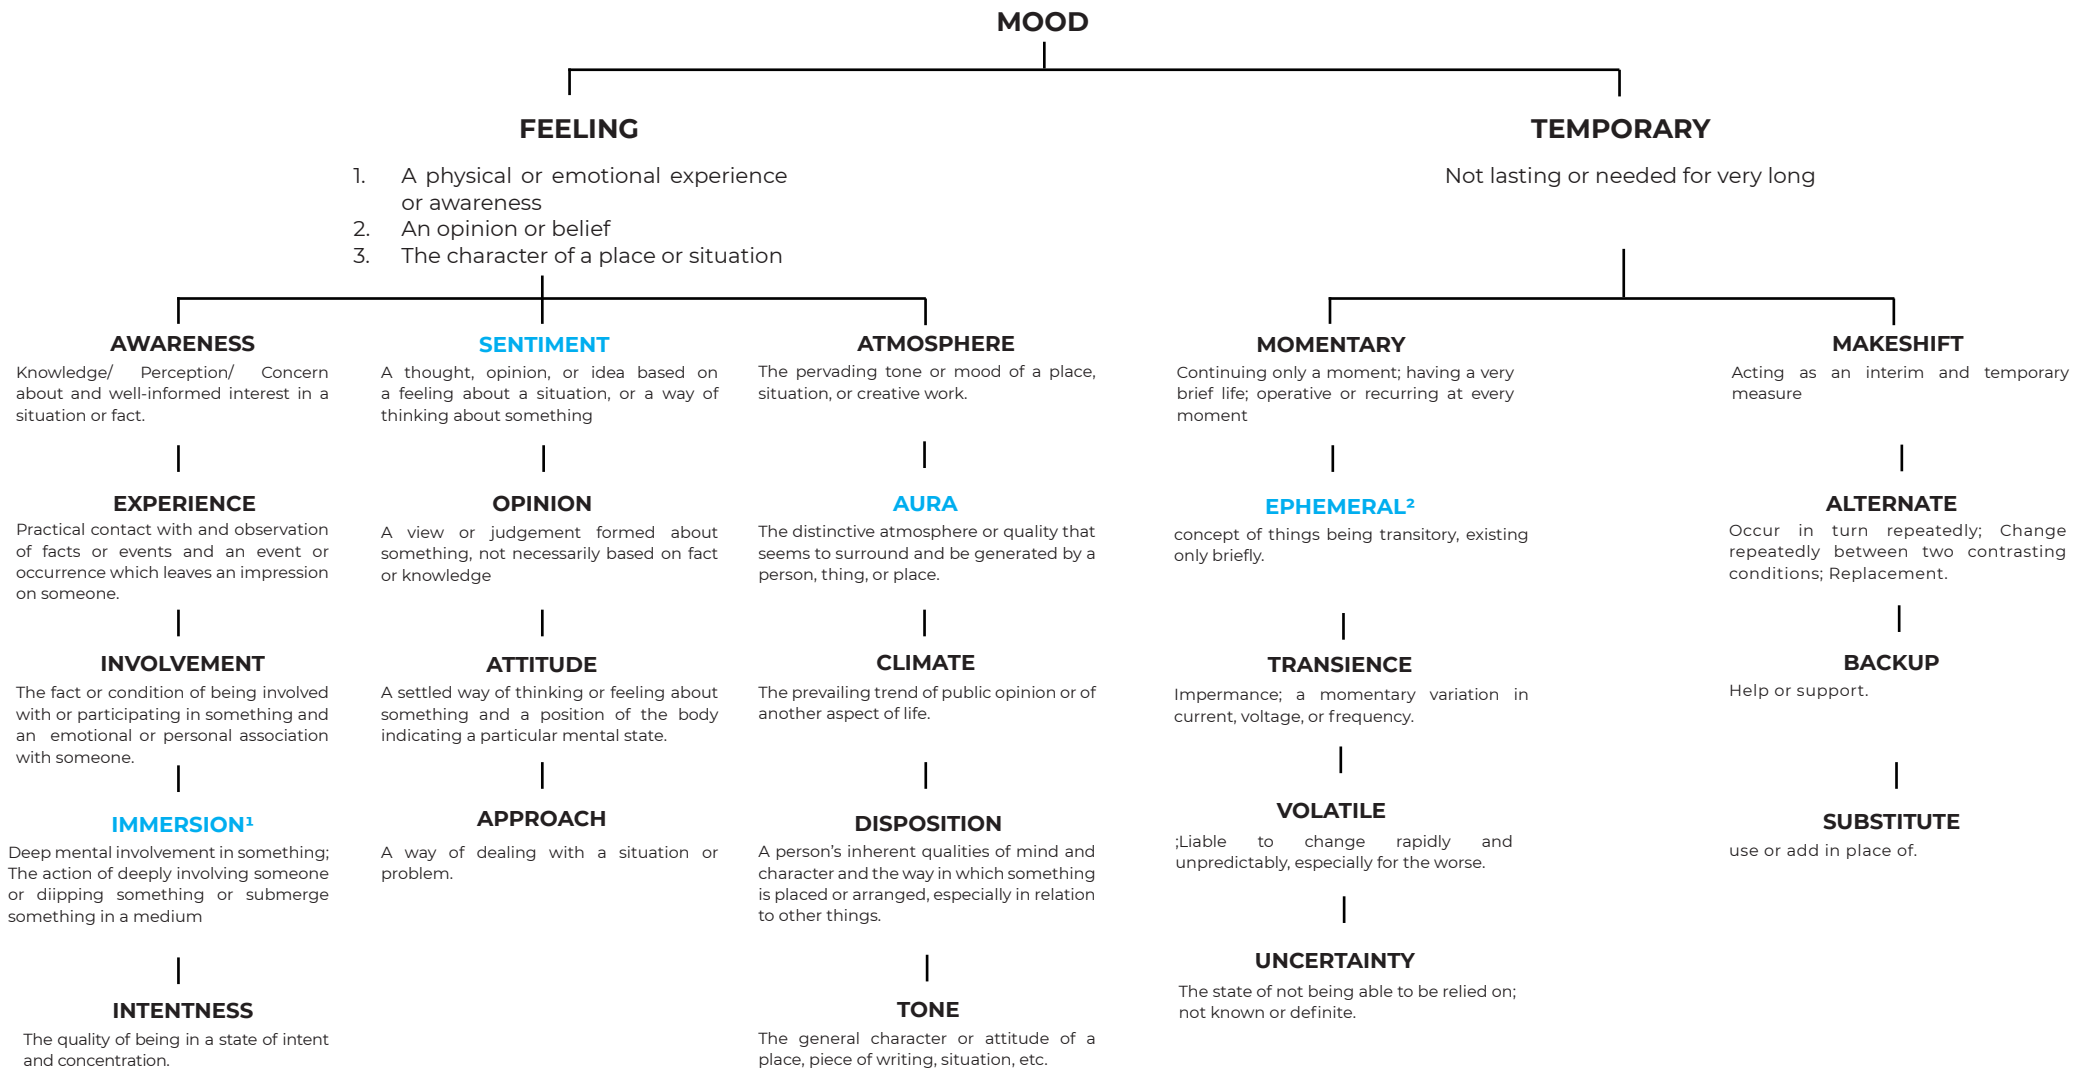 MOOD
FEELING
1. A physical or emotional experience
or awareness
2. An opinion or belief
3. The character of a place or situation
TEMPORARY
Not lasting or needed for very long
AWARENESS
Knowledge/ Perception/ Concern
about and well-informed interest in a
situation or fact.
EXPERIENCE
Practical contact with and observation
of facts or events and an event or
occurrence which leaves an impression
on someone.
INVOLVEMENT
The fact or condition of being involved
with or participating in something and
an emotional or personal association
with someone.
IMMERSION¹
Deep mental involvement in something;
The action of deeply involving someone
or diipping something or submerge
something in a medium
INTENTNESS
The quality of being in a state of intent
and concentration.
SENTIMENT
A thought, opinion, or idea based on
a feeling about a situation, or a way of
thinking about something
OPINION
A view or judgement formed about
something, not necessarily based on fact
or knowledge
ATTITUDE
A settled way of thinking or feeling about
something and a position of the body
indicating a particular mental state.
APPROACH
A way of dealing with a situation or
problem.
ATMOSPHERE
The pervading tone or mood of a place,
situation, or creative work.
AURA
The distinctive atmosphere or quality that
seems to surround and be generated by a
person, thing, or place.
CLIMATE
The prevailing trend of public opinion or of
another aspect of life.
DISPOSITION
A person’s inherent qualities of mind and
character and the way in which something
is placed or arranged, especially in relation
to other things.
TONE
The general character or attitude of a
place, piece of writing, situation, etc.
MOMENTARY
Continuing only a moment; having a very
brief life; operative or recurring at every
moment
EPHEMERAL²
concept of things being transitory, existing
only briefly.
TRANSIENCE
Impermance; a momentary variation in
current, voltage, or frequency.
VOLATILE
;Liable to change rapidly and
unpredictably, especially for the worse.
UNCERTAINTY
The state of not being able to be relied on;
not known or definite.
MAKESHIFT
Acting as an interim and temporary
measure
ALTERNATE
Occur in turn repeatedly; Change
repeatedly between two contrasting
conditions; Replacement.
BACKUP
Help or support.
SUBSTITUTE
use or add in place of.